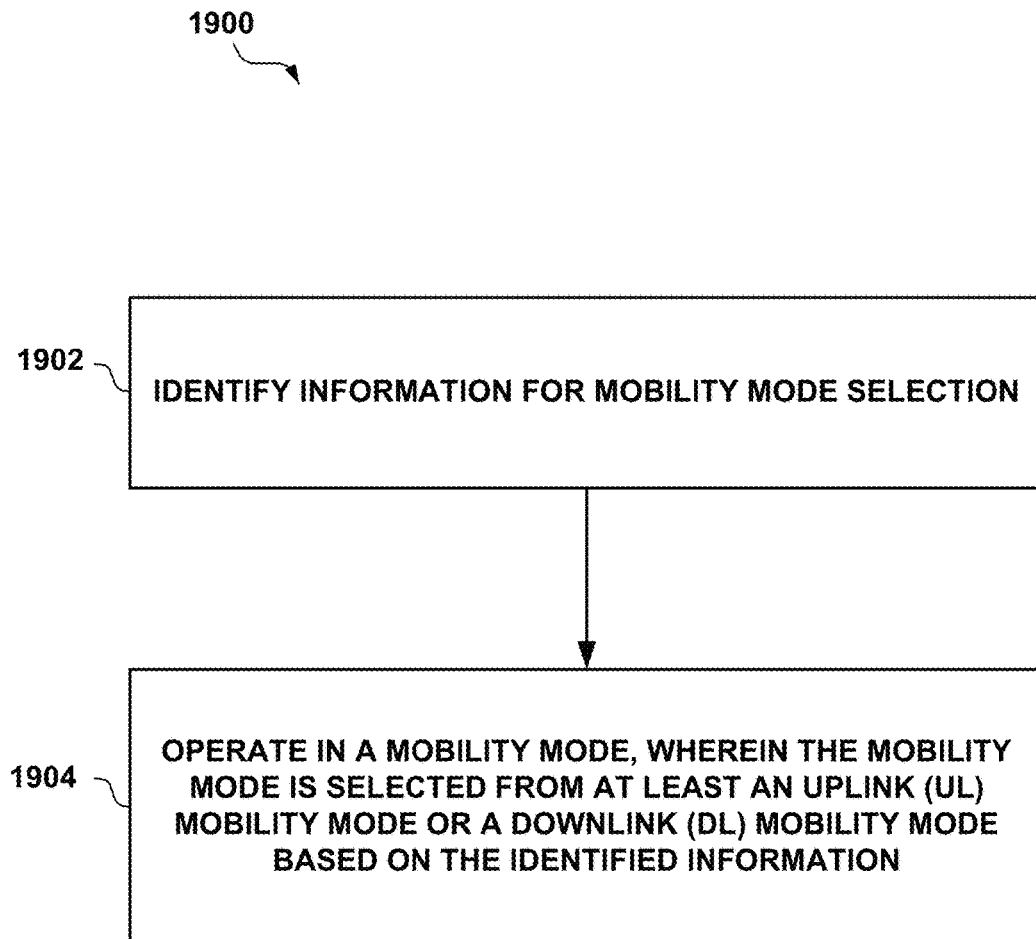 1900
1902
IDENTIFY INFORMATION FOR MOBILITY MODE SELECTION
1904
OPERATE IN A MOBILITY MODE, WHEREIN THE MOBILITY
MODE IS SELECTED FROM AT LEAST AN UPLINK (UL)
MOBILITY MODE OR A DOWNLINK (DL) MOBILITY MODE
BASED ON THE IDENTIFIED INFORMATION